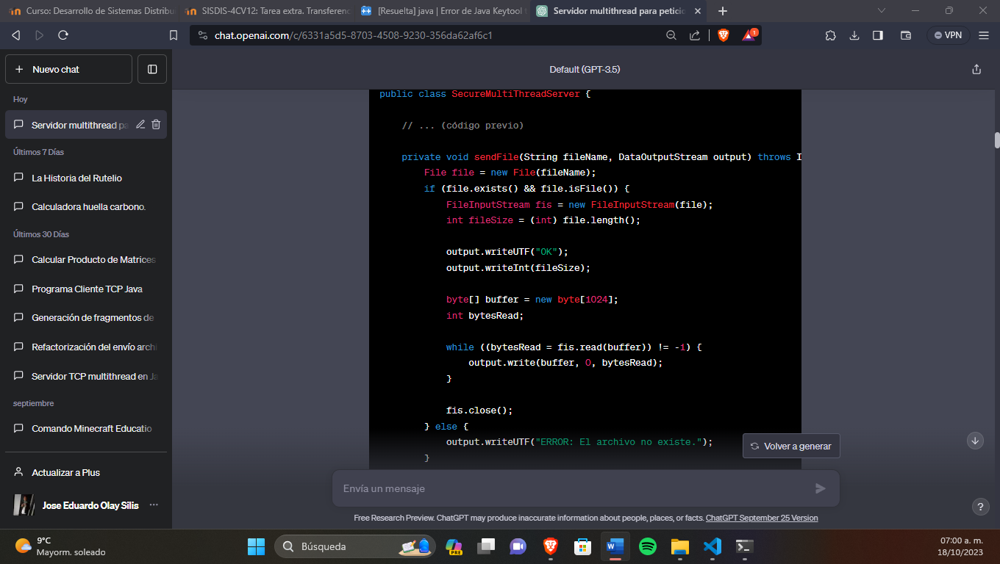 Curso: Desarrollo de Sistemas Distribu
SISDIS-4CV12: Tarea extra. Transferenc
[Resuelta] java | Error de Java Keytool
Servidor multithread para peticio
chat.openai.com/c/6331a5d5-8703-4508-9230-356da62af6c1
1
VPN
Nuevo chat
Default (GPT-3.5)
Hoy
Servidor multithread pa
Últimos 7 Días
La Historia del Rutelio
Calculadora huella carbono.
Últimos 30 Días
Calcular Producto de Matrices
Programa Cliente TCP Java
Generación de fragmentos de
Refactorización del envío archi
Servidor TCP multithread en Ja
septiembre
Comando Minecraft Educatio
Actualizar a Plus
Jose Eduardo Olay Silis
public class SecureMultiThreadServer {
// ... (código previo)
private void sendFile(String fileName, DataOutputStream output) throws I
File file = new File(fileName);
if (file.exists() && file.isFile()) {
FileInputStream fis = new FileInputStream(file);
int fileSize = (int) file.length();
output.writeUTF("OK");
output.writeInt(fileSize);
byte[] buffer = new byte[1024];
int bytesRead;
while ((bytesRead = fis.read(buffer)) != -1) {
output.write(buffer, 0, bytesRead);
}
fis.close();
} else {
output.writeUTF("ERROR: El archivo no existe.");
}
Volver a generar
Envía un mensaje
Free Research Preview. ChatGPT may produce inaccurate information about people, places, or facts. ChatGPT September 25 Version
?
9°C
Mayorm. soleado
Búsqueda
PRE
07:00 a. m.
18/10/2023